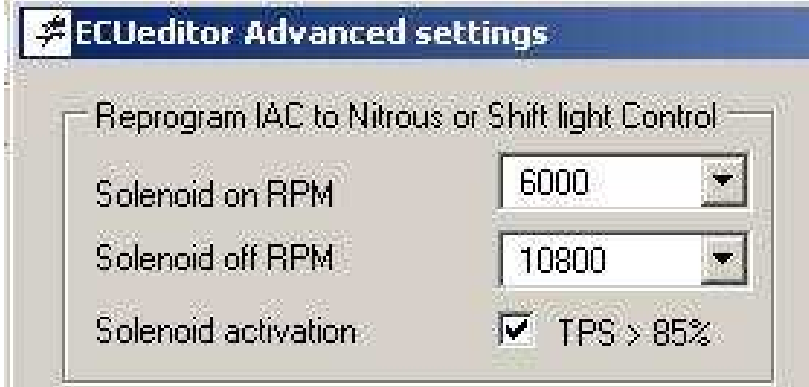 ECUeditor Advanced settings
Reprogram IAC to Nitrous or Shift light Control
Solenoid on RPM 6000
Solenoid off RPM 10800
Solenoid activation TPS > 85%